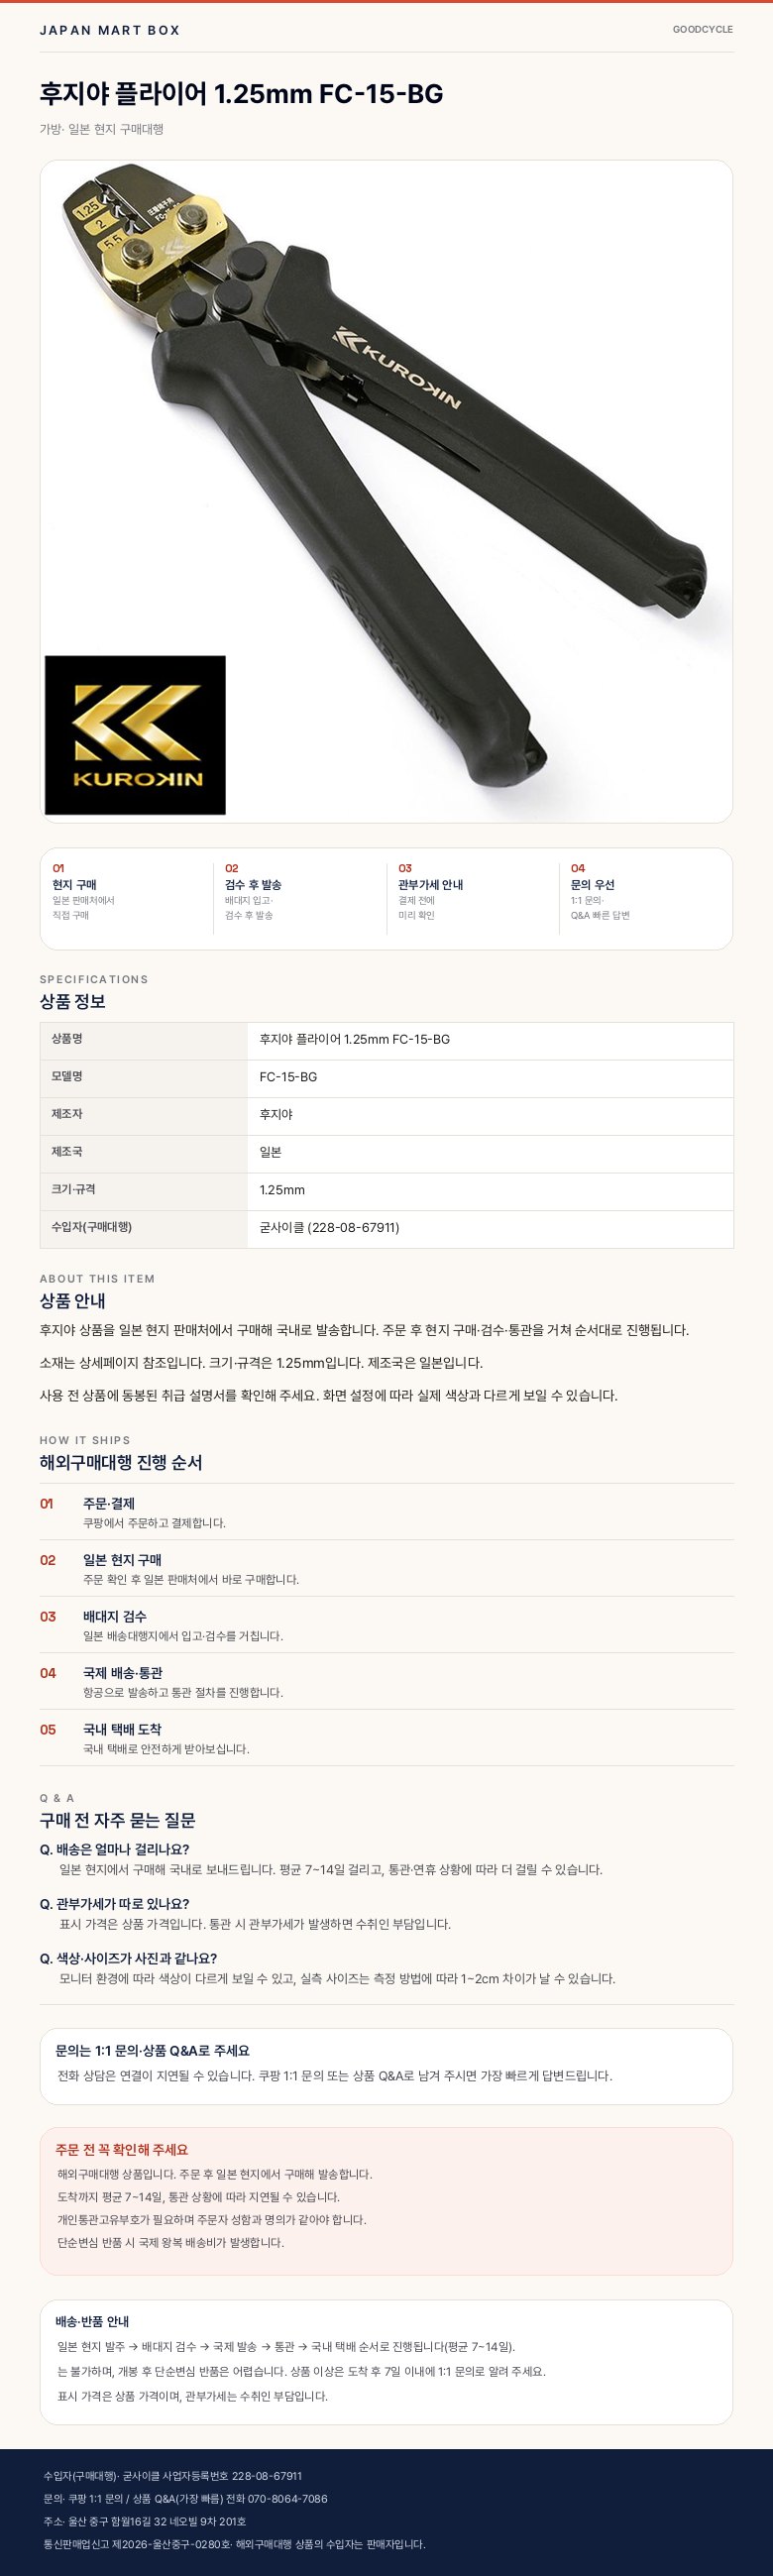 JAPAN MART BOX
GOODCYCLE
후지야 플라이어 1.25mm FC-15-BG
가방· 일본 현지 구매대행
1.25
2
5.5
KUROKIN
KUROKIN
01
현지 구매
일본 판매처에서
직접 구매
02
검수 후 발송
배대지 입고·
검수 후 발송
03
관부가세 안내
결제 전에
미리 확인
04
문의 우선
1:1 문의·
Q&A 빠른 답변
SPECIFICATIONS
상품 정보
상품명 후지야 플라이어 1.25mm FC-15-BG
모델명 FC-15-BG
제조자 후지야
제조국 일본
크기·규격 1.25mm
수입자(구매대행) 굳사이클 (228-08-67911)
ABOUT THIS ITEM
상품 안내
후지야 상품을 일본 현지 판매처에서 구매해 국내로 발송합니다. 주문 후 현지 구매·검수·통관을 거쳐 순서대로 진행됩니다.
소재는 상세페이지 참조입니다. 크기·규격은 1.25mm입니다. 제조국은 일본입니다.
사용 전 상품에 동봉된 취급 설명서를 확인해 주세요. 화면 설정에 따라 실제 색상과 다르게 보일 수 있습니다.
HOW IT SHIPS
해외구매대행 진행 순서
01 주문·결제
쿠팡에서 주문하고 결제합니다.
02 일본 현지 구매
주문 확인 후 일본 판매처에서 바로 구매합니다.
03 배대지 검수
일본 배송대행지에서 입고·검수를 거칩니다.
04 국제 배송·통관
항공으로 발송하고 통관 절차를 진행합니다.
05 국내 택배 도착
국내 택배로 안전하게 받아보십니다.
Q & A
구매 전 자주 묻는 질문
Q. 배송은 얼마나 걸리나요?
일본 현지에서 구매해 국내로 보내드립니다. 평균 7~14일 걸리고, 통관·연휴 상황에 따라 더 걸릴 수 있습니다.
Q. 관부가세가 따로 있나요?
표시 가격은 상품 가격입니다. 통관 시 관부가세가 발생하면 수취인 부담입니다.
Q. 색상·사이즈가 사진과 같나요?
모니터 환경에 따라 색상이 다르게 보일 수 있고, 실측 사이즈는 측정 방법에 따라 1~2cm 차이가 날 수 있습니다.
문의는 1:1 문의·상품 Q&A로 주세요
전화 상담은 연결이 지연될 수 있습니다. 쿠팡 1:1 문의 또는 상품 Q&A로 남겨 주시면 가장 빠르게 답변드립니다.
주문 전 꼭 확인해 주세요
해외구매대행 상품입니다. 주문 후 일본 현지에서 구매해 발송합니다.
도착까지 평균 7~14일, 통관 상황에 따라 지연될 수 있습니다.
개인통관고유부호가 필요하며 주문자 성함과 명의가 같아야 합니다.
단순변심 반품 시 국제 왕복 배송비가 발생합니다.
배송·반품 안내
일본 현지 발주 → 배대지 검수 → 국제 발송 → 통관 → 국내 택배 순서로 진행됩니다(평균 7~14일).
는 불가하며, 개봉 후 단순변심 반품은 어렵습니다. 상품 이상은 도착 후 7일 이내에 1:1 문의로 알려 주세요.
표시 가격은 상품 가격이며, 관부가세는 수취인 부담입니다.
수입자(구매대행)· 굳사이클 사업자등록번호 228-08-67911
문의· 쿠팡 1:1 문의 / 상품 Q&A(가장 빠름) 전화 070-8064-7086
주소· 울산 중구 함월16길 32 네오빌 9차 201호
통신판매업신고 제2026-울산중구-0280호· 해외구매대행 상품의 수입자는 판매자입니다.